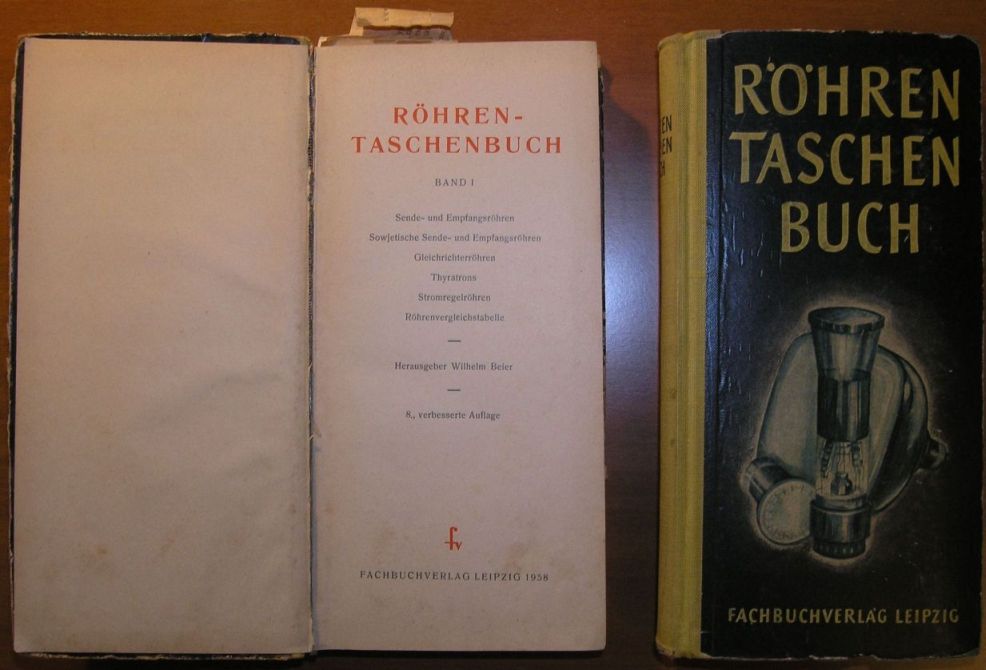 RÖHREN-
TASCHENBUCH
BAND I
Sende- und Empfangsröhren
Sowjetische Sende- und Empfangsröhren
Gleichrichterröhren
Thyratrons
Stromregelröhren
Röhrenvergleichstabelle
Herausgeber Wilhelm Beier
8., verbesserte Auflage
fv
FACHBUCHVERLAG LEIPZIG 1958
RÖHREN
TASCHEN
BUCH
FACHBUCHVERLAG LEIPZIG